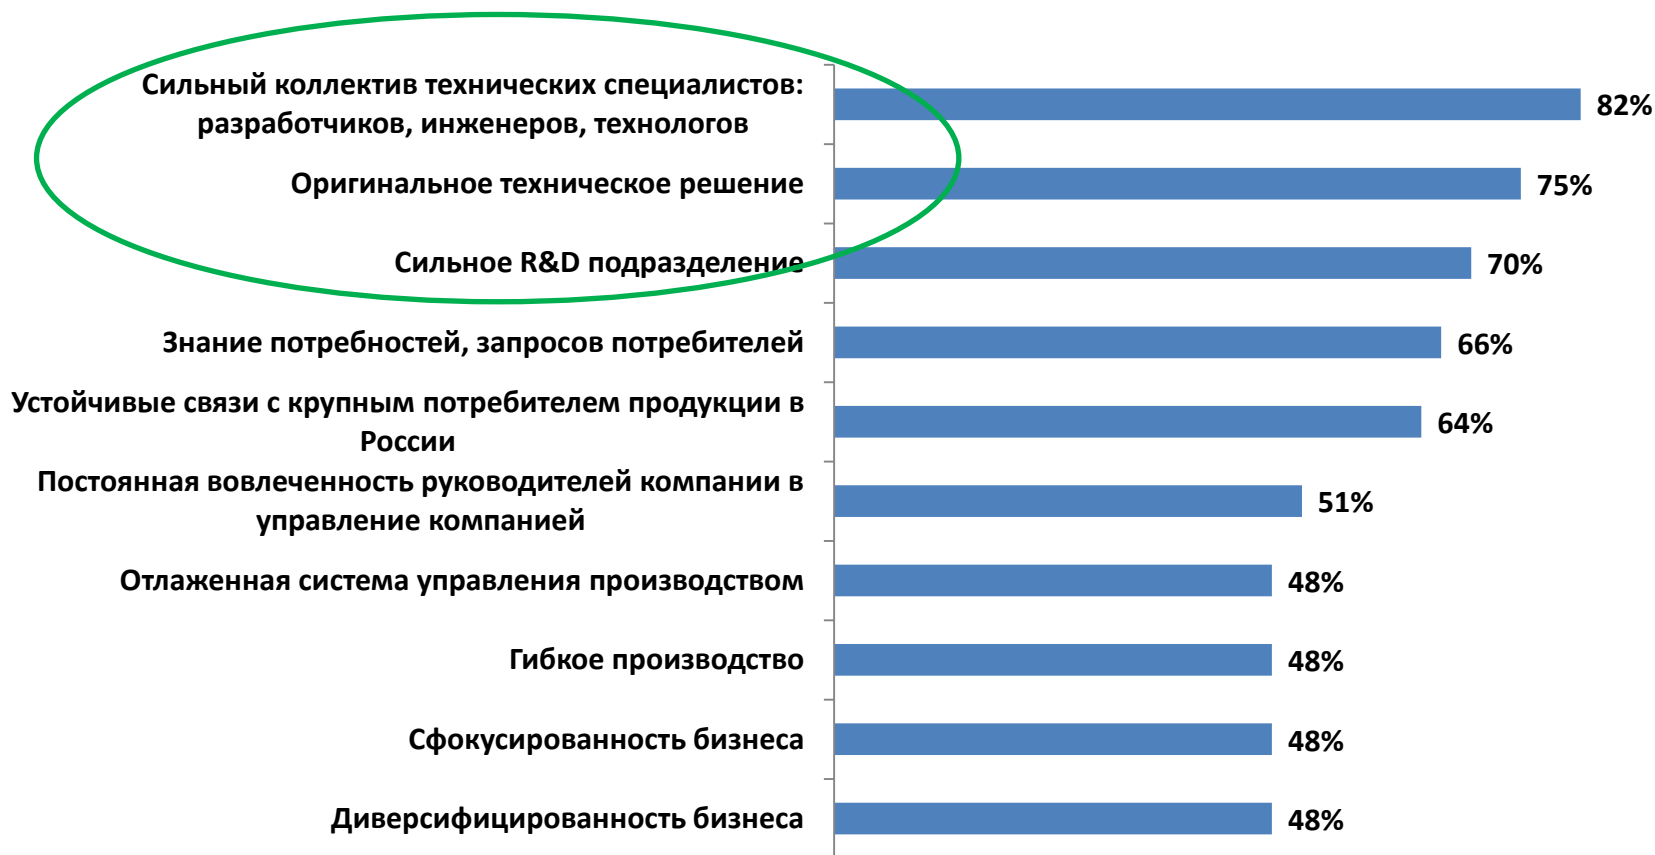 Сильный коллектив технических специалистов:
разработчиков, инженеров, технологов
82%
Оригинальное техническое решение
75%
Сильное R&D подразделение
70%
Знание потребностей, запросов потребителей
66%
Устойчивые связи с крупным потребителем продукции в
России
64%
Постоянная вовлеченность руководителей компании в
управление компанией
51%
Отлаженная система управления производством
48%
Гибкое производство
48%
Сфокусированность бизнеса
48%
Диверсифицированность бизнеса
48%